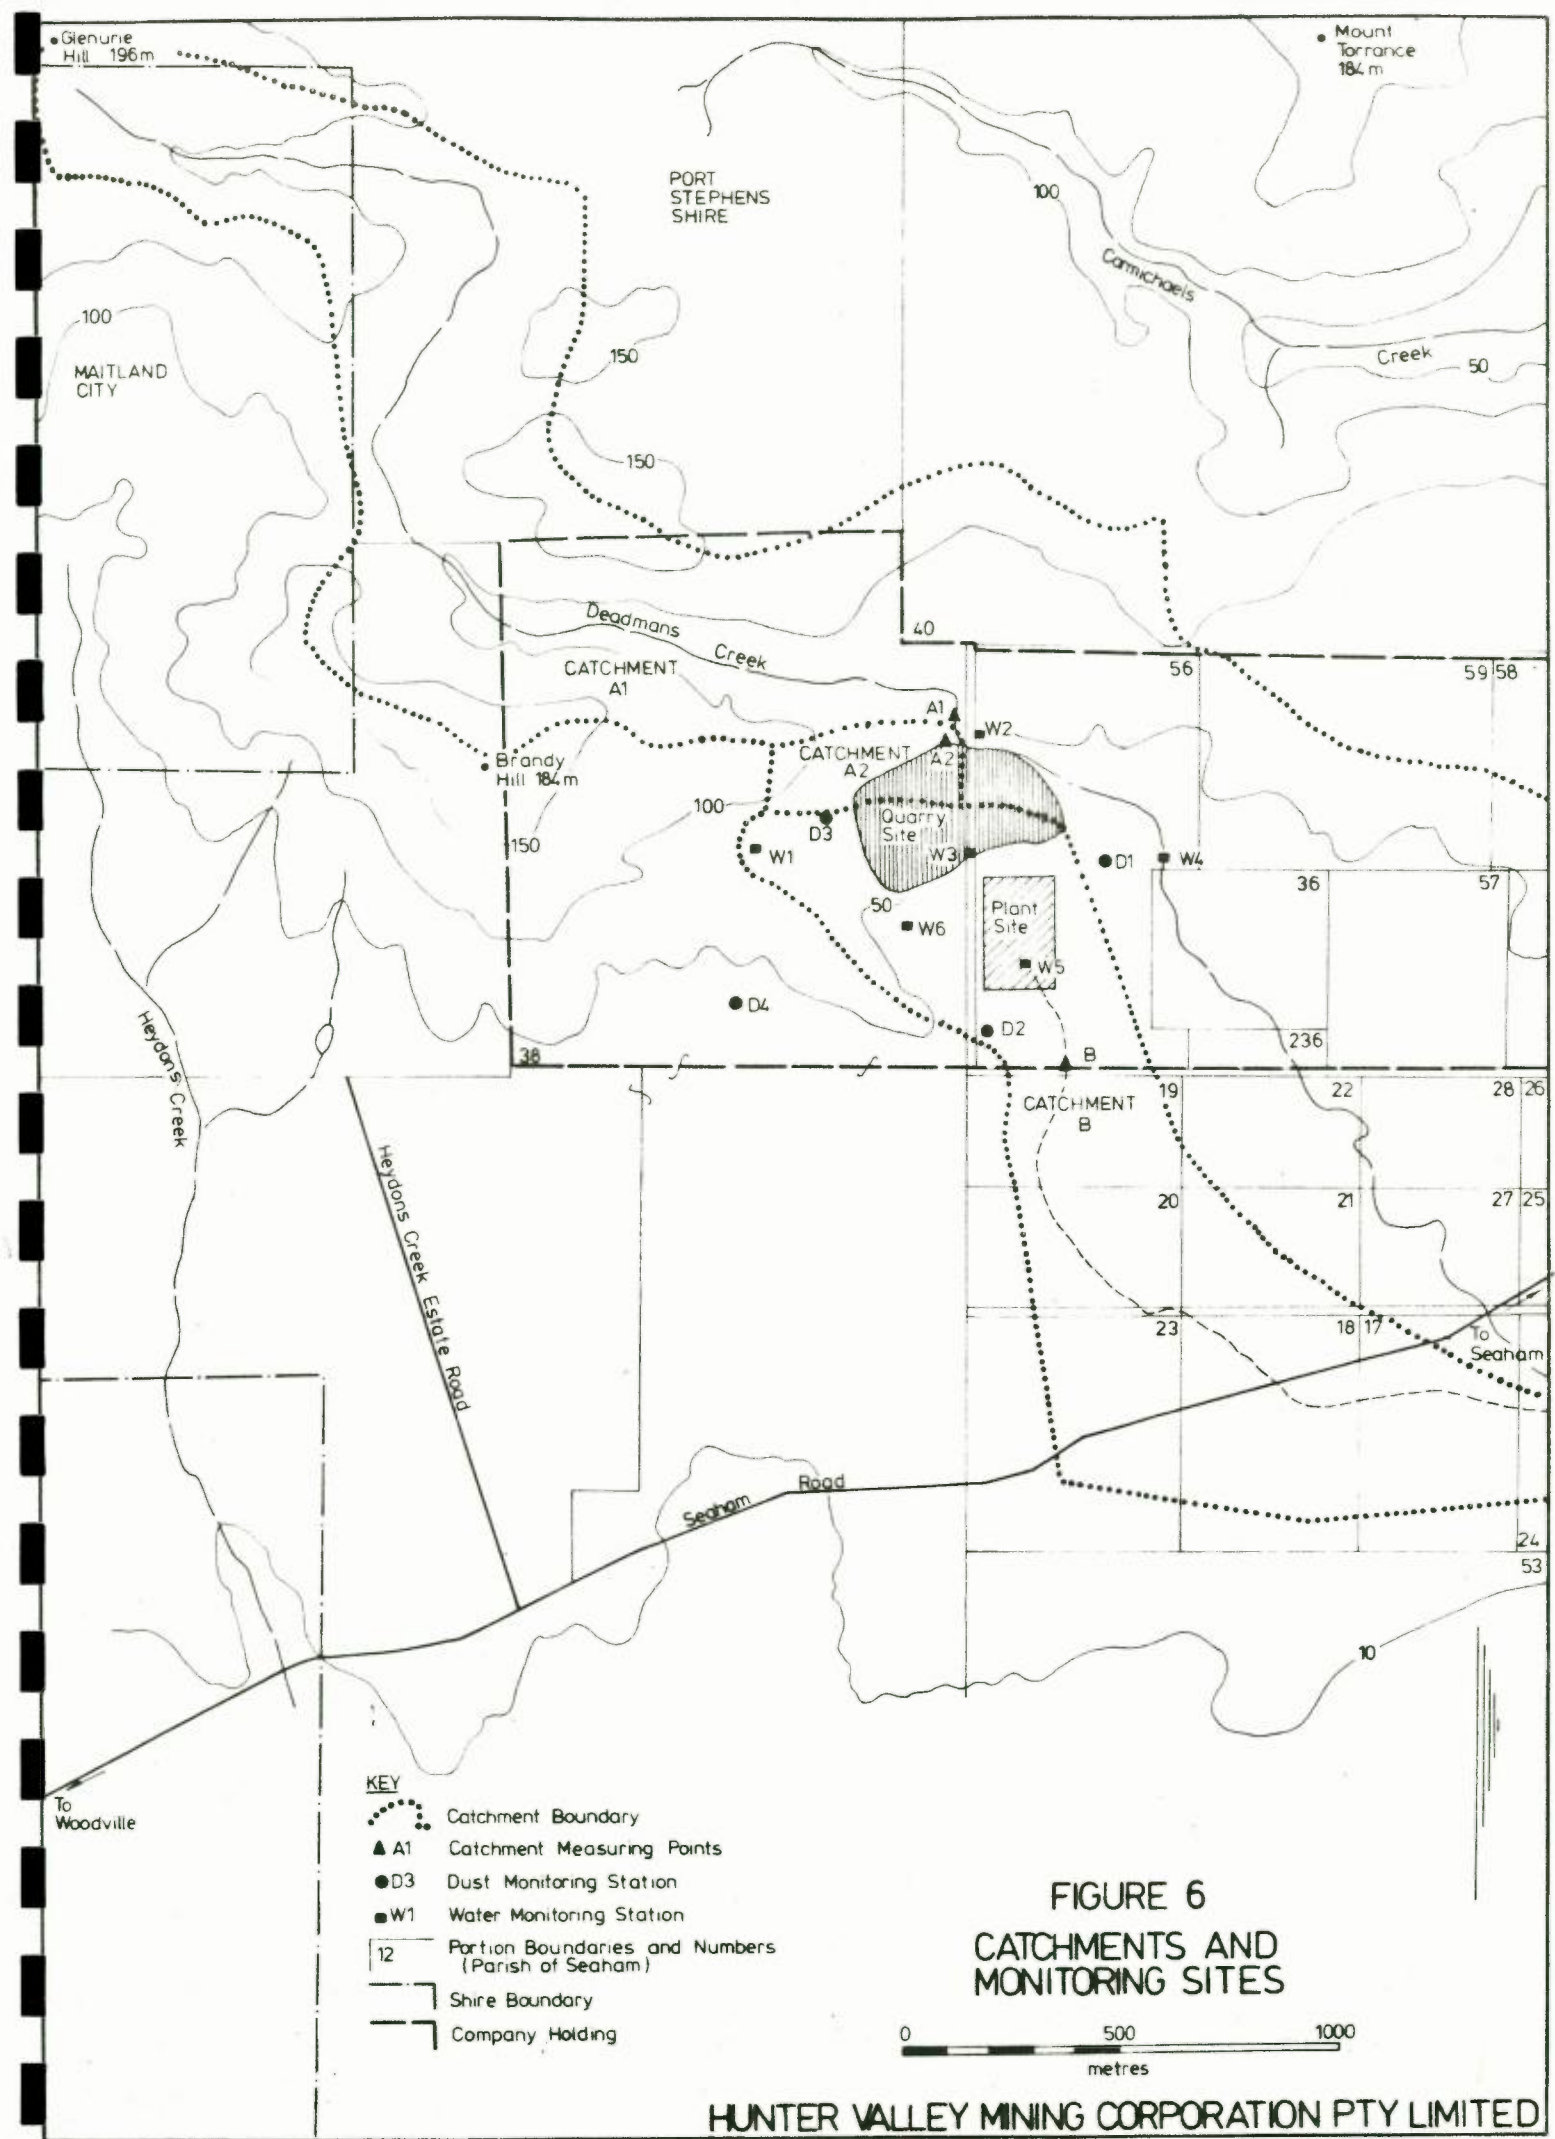 Glenurie
Hill 196m
Mount
Torrance
184m
PORT
STEPHENS
SHIRE
100
Carmichaels
Creek
50
100
MAITLAND
CITY
150
150
Deadmans
Creek
40
CATCHMENT
A1
56
59 58
A1
W2
CATCHMENT
A2
A2
Brandy
Hill 184m
100
D3
Quarry
Site
150
W1
W3
D1
W4
36
57
50
Plant
Site
W6
W5
D4
D2
236
38
B
Heydons Creek
CATCHMENT
B
19
22
28 26
Heydons Creek Estate Road
20
21
27 25
23
18 17
To
Seaham
Seaham Road
24
53
10
To
Woodville
KEY
Catchment Boundary
A1 Catchment Measuring Points
D3 Dust Monitoring Station
W1 Water Monitoring Station
12 Portion Boundaries and Numbers
(Parish of Seaham)
Shire Boundary
Company Holding
FIGURE 6
CATCHMENTS AND
MONITORING SITES
0 500 1000
metres
HUNTER VALLEY MINING CORPORATION PTY LIMITED